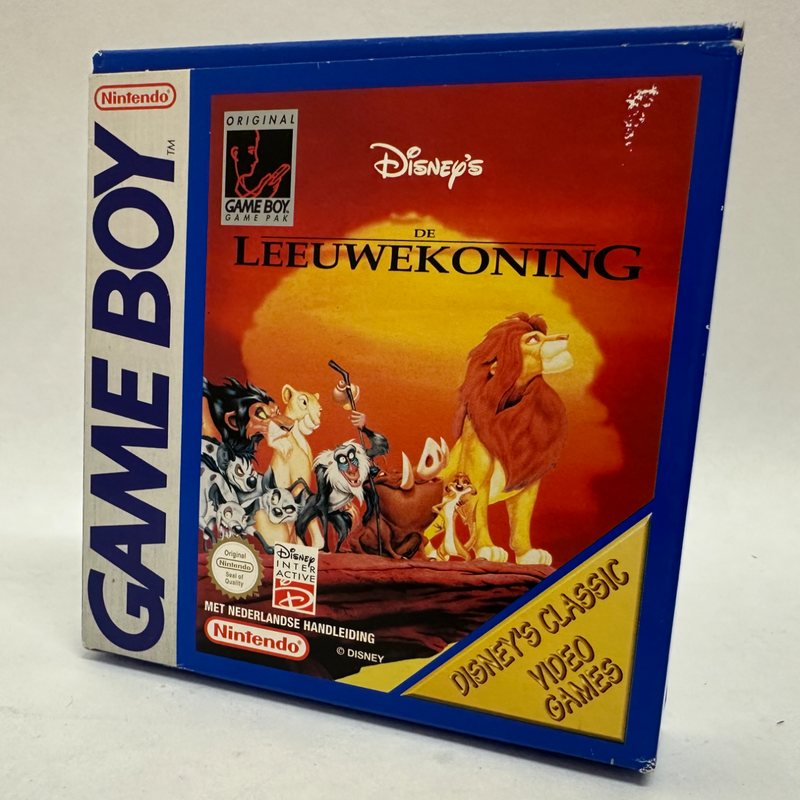 Nintendo®
GAME BOY™
ORIGINAL
GAME BOY
GAME PAK
Disney's
DE
LEEUWEKONING
Original
Nintendo
Seal of
Quality
Disney
INTER
ACTIVE
D
MET NEDERLANDSE HANDLEIDING
Nintendo®
© DISNEY
DISNEY'S CLASSIC
VIDEO
GAMES